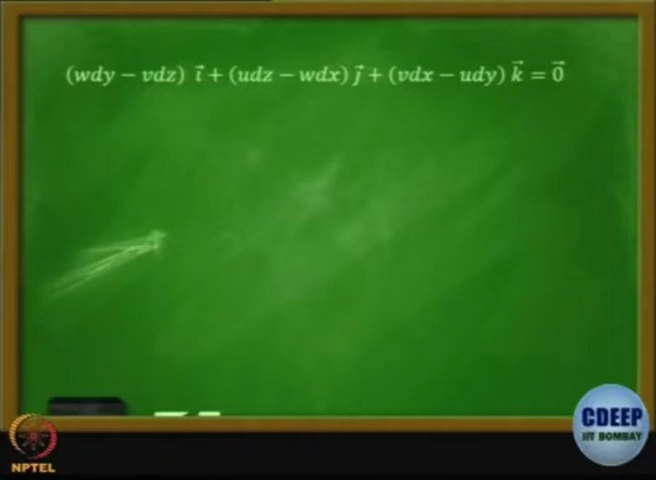 (wdy − vdz) i⃗ + (udz − wdx) j⃗ + (vdx − udy) k⃗ = 0⃗
NPTEL
CDEEP
IIT BOMBAY